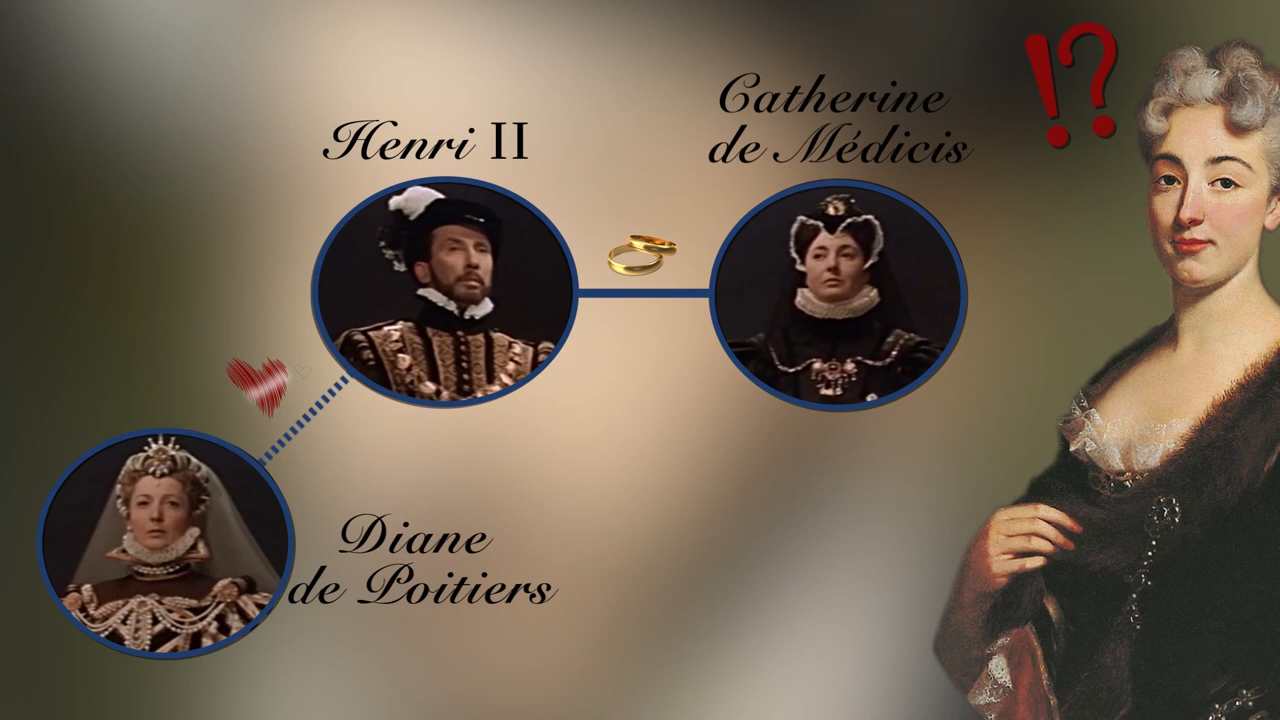 Henri II
Catherine
de Médicis
!?
Diane
de Poitiers